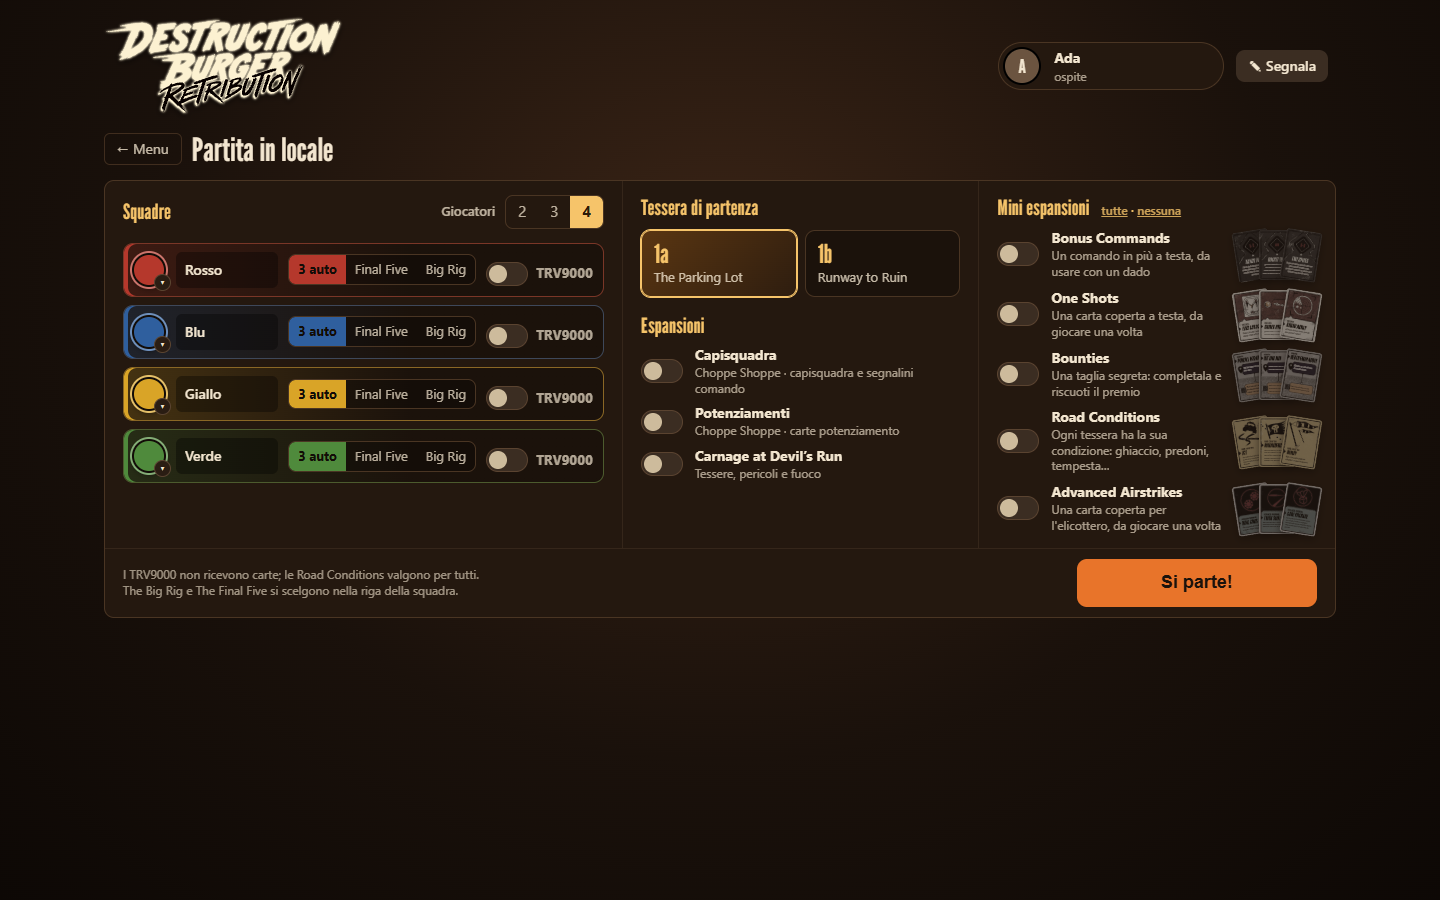 DESTRUCTION
BURGER
RETRIBUTION
A
Ada
ospite
✎ Segnala
← Menu
Partita in locale
Squadre
Giocatori 2 3 4
Rosso 3 auto Final Five Big Rig TRV9000
Blu 3 auto Final Five Big Rig TRV9000
Giallo 3 auto Final Five Big Rig TRV9000
Verde 3 auto Final Five Big Rig TRV9000
Tessera di partenza
1a
The Parking Lot
1b
Runway to Ruin
Espansioni
Capisquadra
Choppe Shoppe · capisquadra e segnalini
comando
Potenziamenti
Choppe Shoppe · carte potenziamento
Carnage at Devil's Run
Tessere, pericoli e fuoco
Mini espansioni tutte · nessuna
Bonus Commands
Un comando in più a testa, da
usare con un dado
One Shots
Una carta coperta a testa, da
giocare una volta
Bounties
Una taglia segreta: completala e
riscuoti il premio
Road Conditions
Ogni tessera ha la sua
condizione: ghiaccio, predoni,
tempesta...
Advanced Airstrikes
Una carta coperta per
l'elicottero, da giocare una volta
I TRV9000 non ricevono carte; le Road Conditions valgono per tutti.
The Big Rig e The Final Five si scelgono nella riga della squadra.
Si parte!